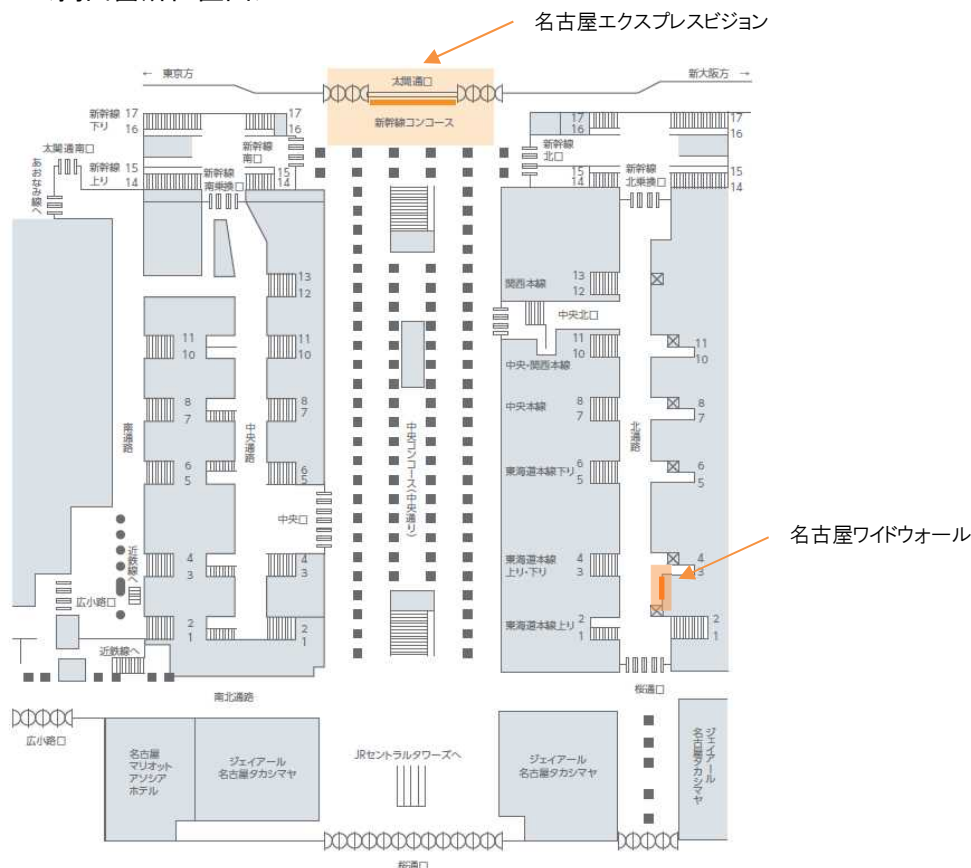 名古屋エクスプレスビジョン
← 東京方
太閤通口
新大阪方 →
新幹線コンコース
新幹線
下り
17
16
17
16
17
16
17
16
太閤通南口
新幹線
南口
新幹線
北口
あおなみ線へ
新幹線
上り
15
14
15
14
15
14
15
14
新幹線
南乗換口
新幹線
北乗換口
13
12
関西本線
13
12
中央北口
11
10
11
10
11
10
11
10
中央・関西本線
8
7
8
7
中央本線
8
7
8
7
南通路
中央通路
中央コンコース(中央通り)
北通路
6
5
6
5
東海道本線下り
6
5
6
5
中央口
名古屋ワイドウォール
近鉄線へ
4
3
4
3
東海道本線
上り・下り
4
3
4
3
広小路口
2
1
2
1
東海道本線上り
2
1
2
1
近鉄線へ
桜通口
南北通路
広小路口
名古屋
マリオット
アソシア
ホテル
ジェイアール
名古屋タカシマヤ
JRセントラルタワーズへ
ジェイアール
名古屋タカシマヤ
ジェイアール
名古屋タカシマヤ
桜通口